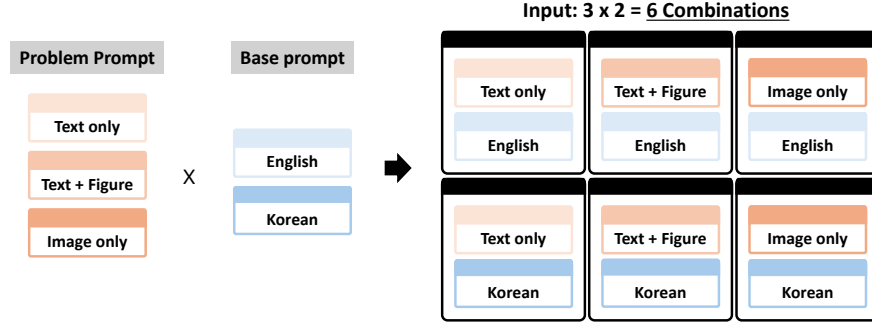 Input: 3 x 2 = 6 Combinations
Problem Prompt
Base prompt
Text only
Text + Figure
Image only
X
English
Korean
Text only
Text + Figure
Image only
English
English
English
Text only
Text + Figure
Image only
Korean
Korean
Korean